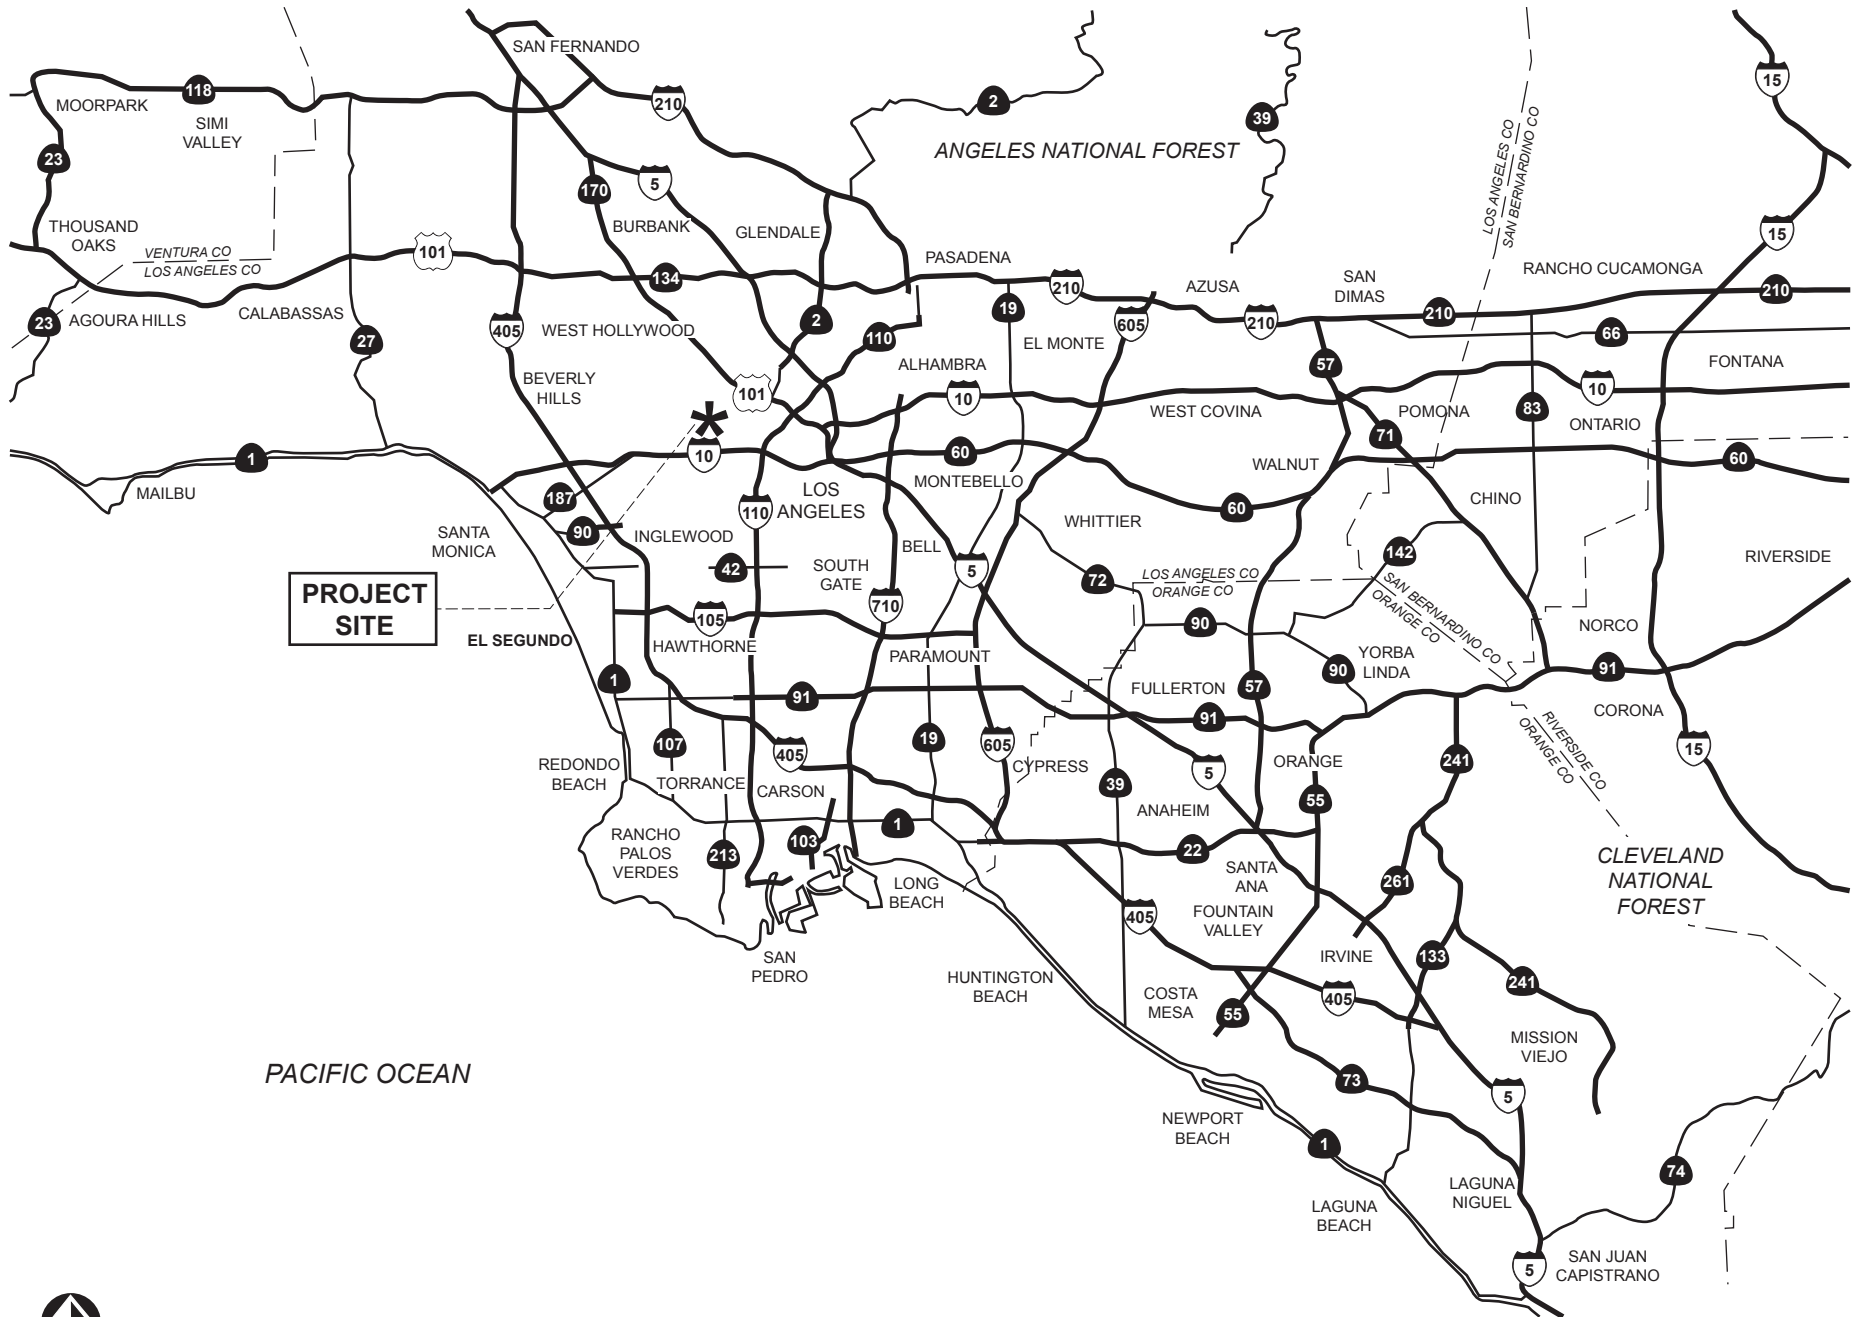 SAN FERNANDO
15
118
210
2
MOORPARK
SIMI
VALLEY
39
23
ANGELES NATIONAL FOREST
LOS ANGELES CO
SAN BERNARDINO CO
170
5
THOUSAND
OAKS
BURBANK
GLENDALE
15
VENTURA CO
LOS ANGELES CO
101
134
PASADENA
210
AZUSA
SAN
DIMAS
RANCHO CUCAMONGA
210
23
AGOURA HILLS
CALABASSAS
27
405
WEST HOLLYWOOD
2
110
19
605
210
210
66
EL MONTE
ALHAMBRA
57
FONTANA
BEVERLY
HILLS
101
10
10
WEST COVINA
POMONA
83
ONTARIO
*
71
1
10
60
60
MAILBU
WALNUT
187
LOS
ANGELES
MONTEBELLO
CHINO
110
60
SANTA
MONICA
90
INGLEWOOD
WHITTIER
BELL
142
RIVERSIDE
42
SOUTH
GATE
5
72
LOS ANGELES CO
ORANGE CO
SAN BERNARDINO CO
ORANGE CO
PROJECT
SITE
710
105
90
NORCO
EL SEGUNDO
HAWTHORNE
PARAMOUNT
YORBA
LINDA
90
91
1
91
FULLERTON
57
91
CORONA
RIVERSIDE CO
ORANGE CO
107
405
19
605
15
REDONDO
BEACH
TORRANCE
CARSON
CYPRESS
39
5
ORANGE
241
ANAHEIM
55
RANCHO
PALOS
VERDES
213
103
1
22
CLEVELAND
NATIONAL
FOREST
SANTA
ANA
261
LONG
BEACH
405
FOUNTAIN
VALLEY
SAN
PEDRO
IRVINE
133
HUNTINGTON
BEACH
241
COSTA
MESA
55
405
MISSION
VIEJO
PACIFIC OCEAN
73
5
NEWPORT
BEACH
1
74
LAGUNA
NIGUEL
LAGUNA
BEACH
5
SAN JUAN
CAPISTRANO